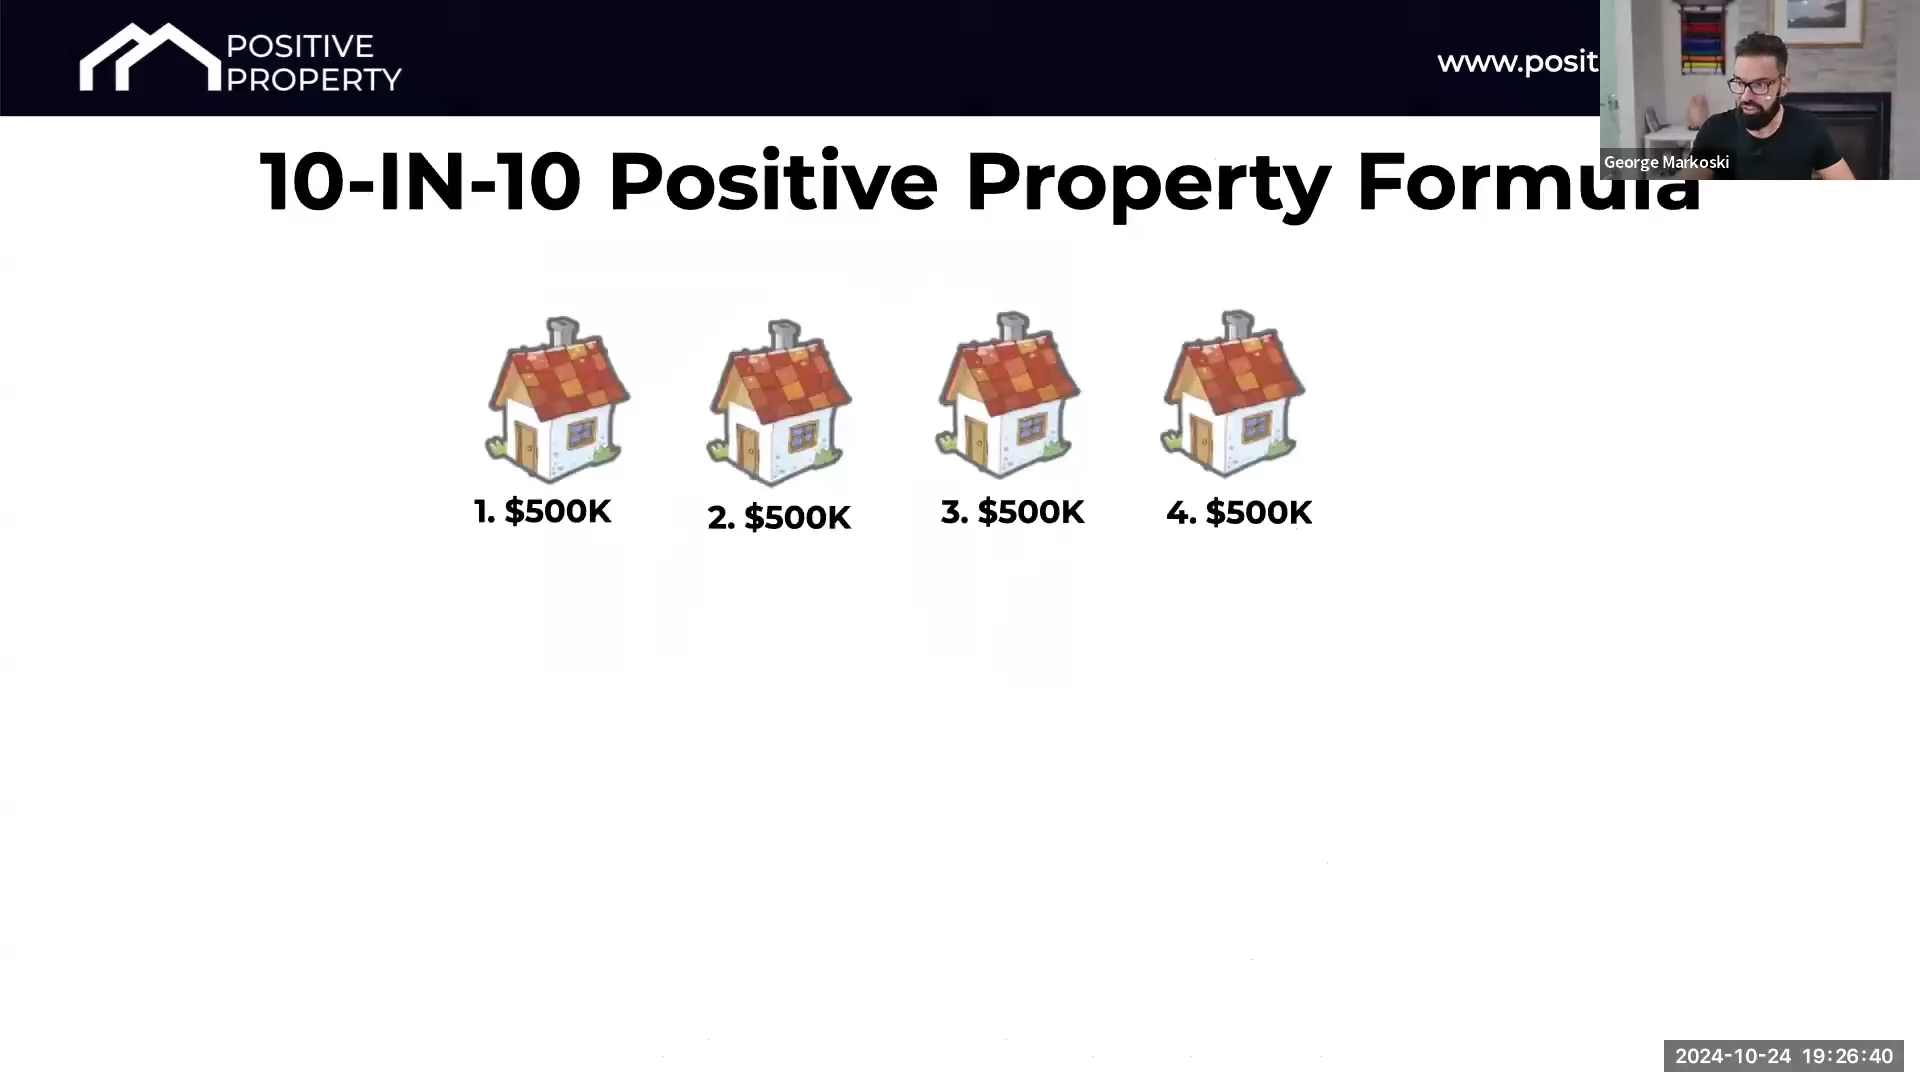 POSITIVE
PROPERTY
www.posit
George Markoski
10-IN-10 Positive Property Formula
1. $500K
2. $500K
3. $500K
4. $500K
2024-10-24 19:26:40